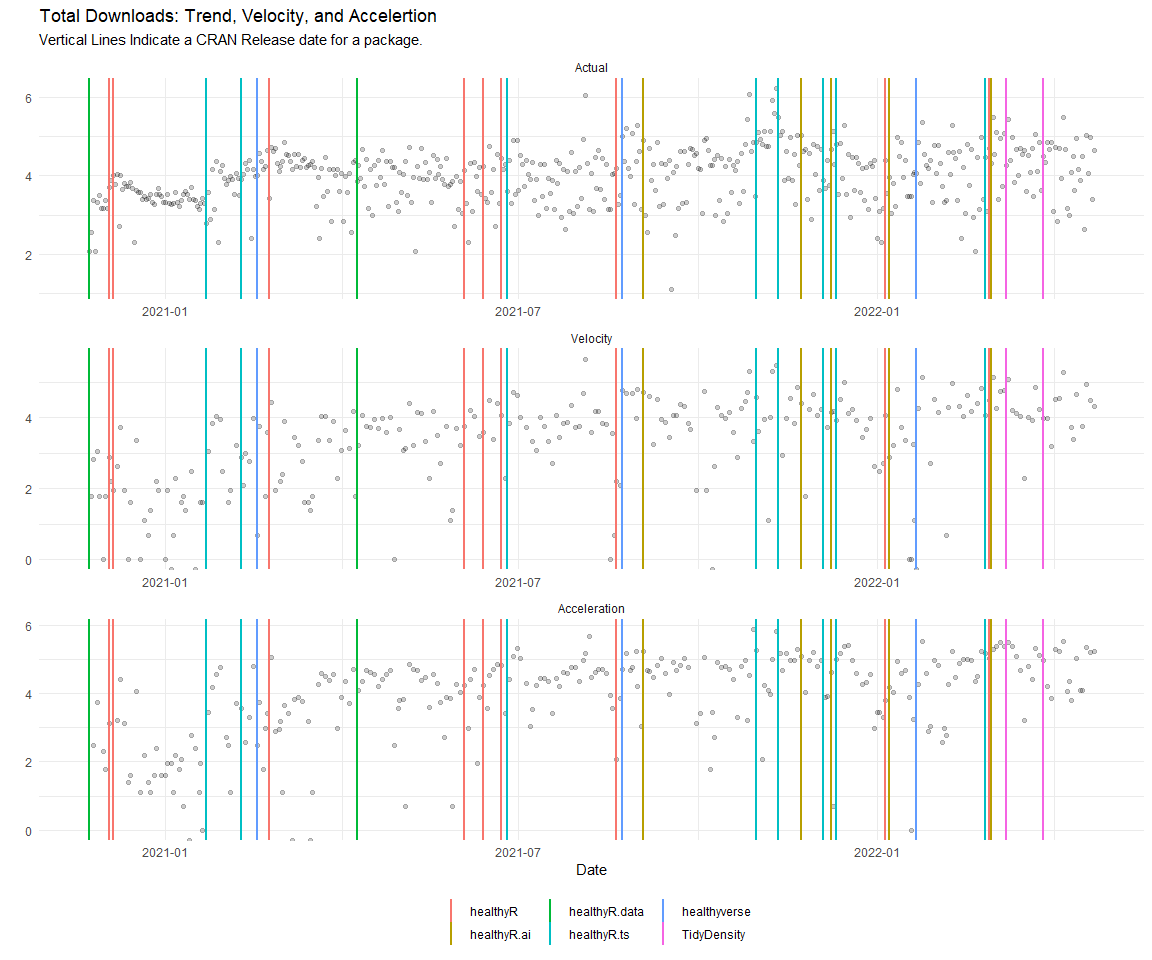 Total Downloads: Trend, Velocity, and Accelertion
Vertical Lines Indicate a CRAN Release date for a package.
Actual
6
4
2
2021-01 2021-07 2022-01
Velocity
4
2
0
2021-01 2021-07 2022-01
Acceleration
6
4
2
0
2021-01 2021-07 2022-01
Date
healthyR healthyR.data healthyverse
healthyR.ai healthyR.ts TidyDensity